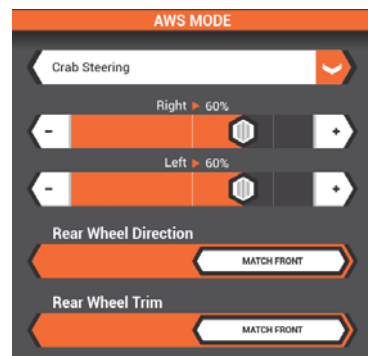 AWS MODE
Crab Steering
Right ▶ 60%
- +
Left ▶ 60%
- +
Rear Wheel Direction
MATCH FRONT
Rear Wheel Trim
MATCH FRONT